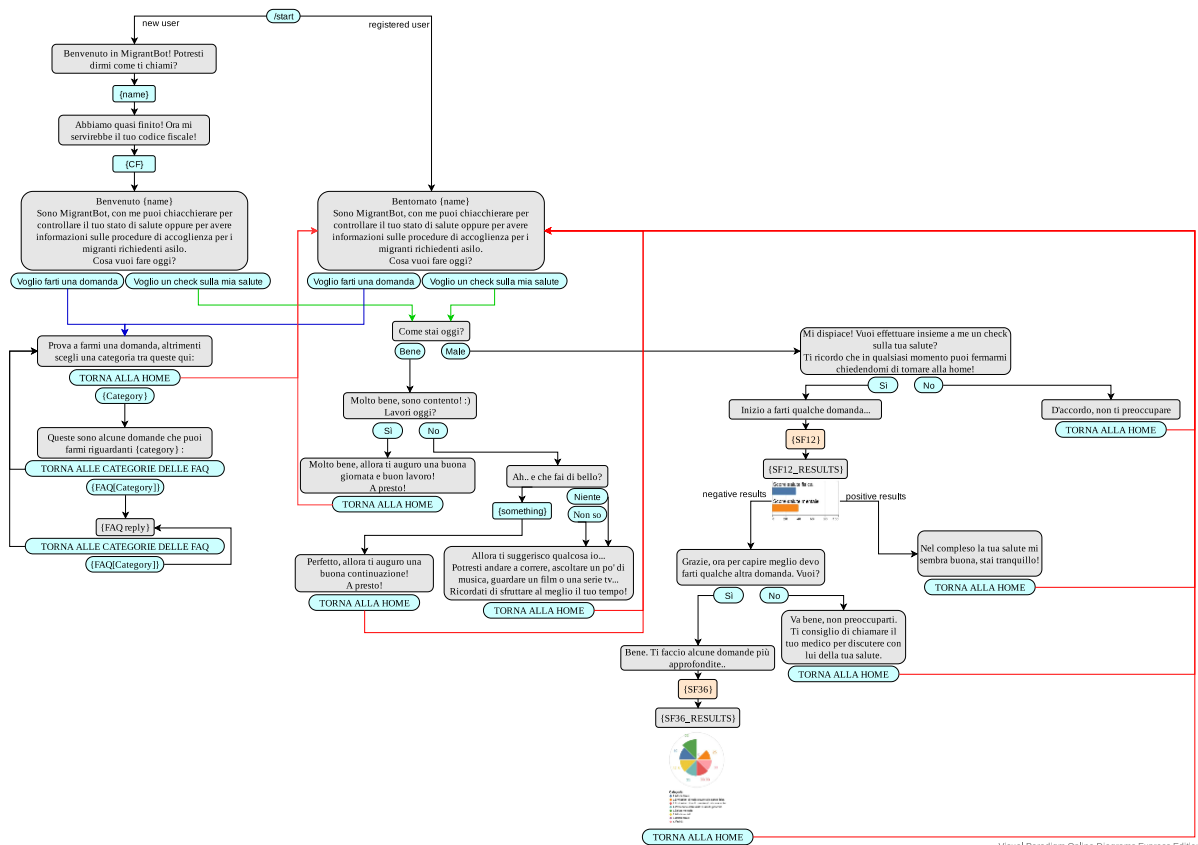 /start
new user
registered user
Benvenuto in MigrantBot! Potresti
dirmi come ti chiami?
{name}
Abbiamo quasi finito! Ora mi
servirebbe il tuo codice fiscale!
{CF}
Benvenuto {name}
Sono MigrantBot, con me puoi chiacchierare per
controllare il tuo stato di salute oppure per avere
informazioni sulle procedure di accoglienza per i
migranti richiedenti asilo.
Cosa vuoi fare oggi?
Voglio farti una domanda
Voglio un check sulla mia salute
Bentornato {name}
Sono MigrantBot, con me puoi chiacchierare per
controllare il tuo stato di salute oppure per avere
informazioni sulle procedure di accoglienza per i
migranti richiedenti asilo.
Cosa vuoi fare oggi?
Voglio farti una domanda
Voglio un check sulla mia salute
Prova a farmi una domanda, altrimenti
scegli una categoria tra queste qui:
TORNA ALLA HOME
{Category}
Queste sono alcune domande che puoi
farmi riguardanti {category} :
TORNA ALLE CATEGORIE DELLE FAQ
{FAQ[Category]}
{FAQ reply}
TORNA ALLE CATEGORIE DELLE FAQ
{FAQ[Category]}
Come stai oggi?
Bene
Male
Molto bene, sono contento! :)
Lavori oggi?
Sì
No
Molto bene, allora ti auguro una buona
giornata e buon lavoro!
A presto!
TORNA ALLA HOME
Ah.. e che fai di bello?
{something}
Niente
Non so
Perfetto, allora ti auguro una
buona continuazione!
A presto!
TORNA ALLA HOME
Allora ti suggerisco qualcosa io...
Potresti andare a correre, ascoltare un po' di
musica, guardare un film o una serie tv...
Ricordati di sfruttare al meglio il tuo tempo!
TORNA ALLA HOME
Mi dispiace! Vuoi effettuare insieme a me un check
sulla tua salute?
Ti ricordo che in qualsiasi momento puoi fermarmi
chiedendomi di tornare alla home!
Sì
No
Inizio a farti qualche domanda...
D'accordo, non ti preoccupare
TORNA ALLA HOME
{SF12}
{SF12_RESULTS}
Score salute fisica
Score salute mentale
negative results
positive results
Grazie, ora per capire meglio devo
farti qualche altra domanda. Vuoi?
Sì
No
Nel compleso la tua salute mi
sembra buona, stai tranquillo!
TORNA ALLA HOME
Va bene, non preoccuparti.
Ti consiglio di chiamare il
tuo medico per discutere con
lui della tua salute.
TORNA ALLA HOME
Bene. Ti faccio alcune domande più
approfondite..
{SF36}
{SF36_RESULTS}
TORNA ALLA HOME